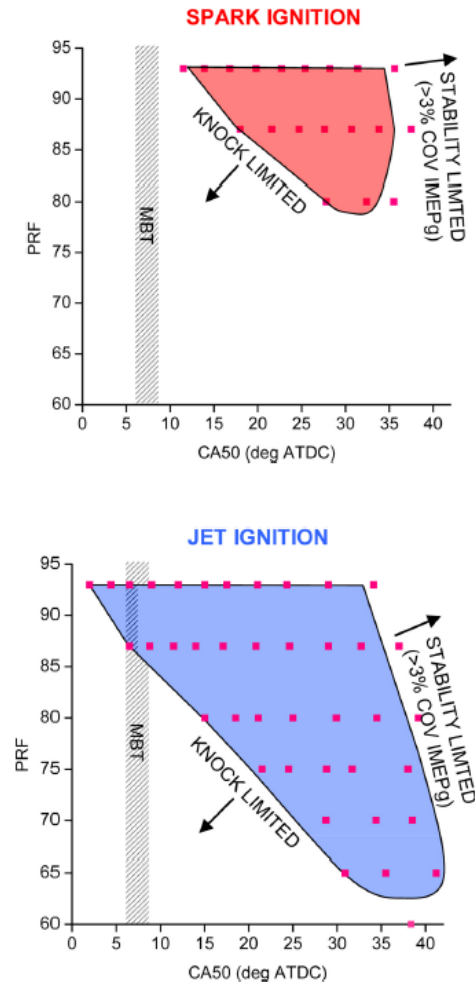 SPARK IGNITION
95
90
85
80
75
70
65
60
PRF
MBT
KNOCK LIMITED
STABILITY LIMTED
(>3% COV IMEPg)
0 5 10 15 20 25 30 35 40
CA50 (deg ATDC)
JET IGNITION
95
90
85
80
75
70
65
60
PRF
MBT
KNOCK LIMITED
STABILITY LIMTED
(>3% COV IMEPg)
0 5 10 15 20 25 30 35 40
CA50 (deg ATDC)